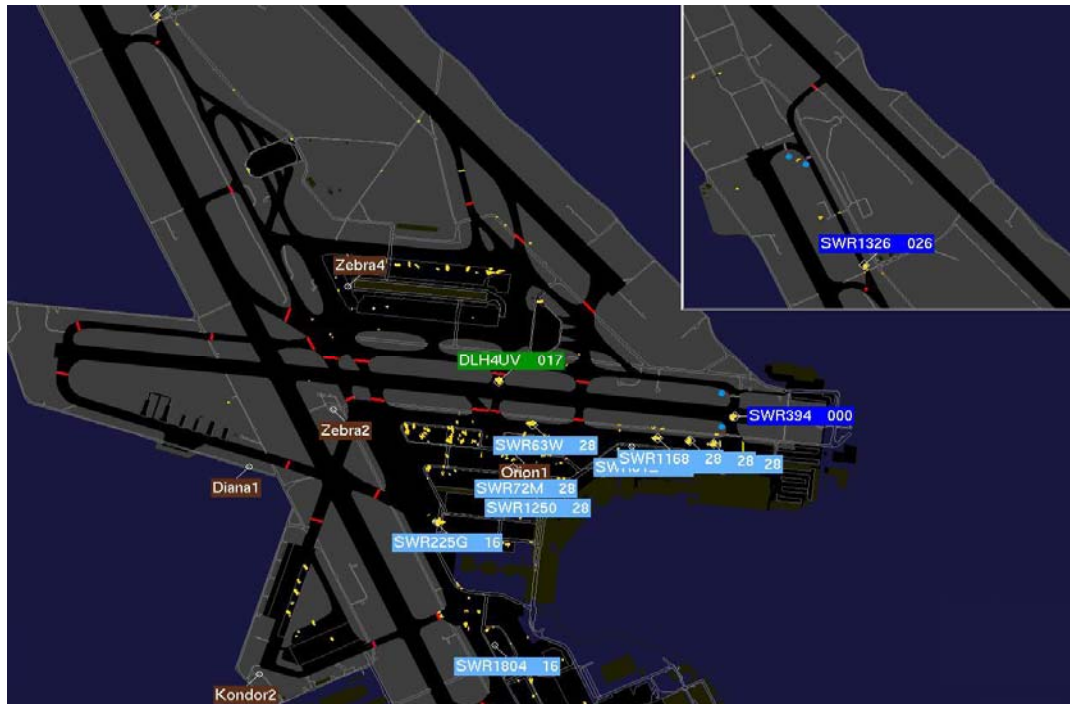 SWR1326 026
Zebra4
DLH4UV 017
SWR394 000
Zebra2
SWR63W 28
SWR1168 28
28
28
Orion1
Diana1
SWR72M 28
SWR1250 28
SWR225G 16
SWR1804 16
Kondor2